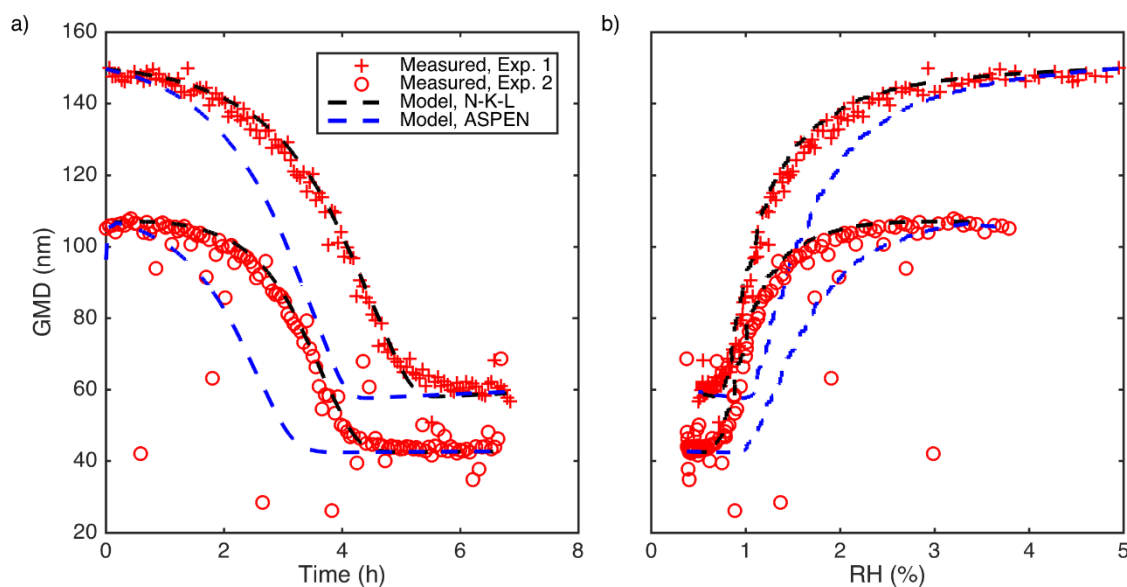 a)
b)
160
140
120
100
80
60
40
20
GMD (nm)
Measured, Exp. 1
Measured, Exp. 2
Model, N-K-L
Model, ASPEN
0 2 4 6 8
Time (h)
0 1 2 3 4 5
RH (%)